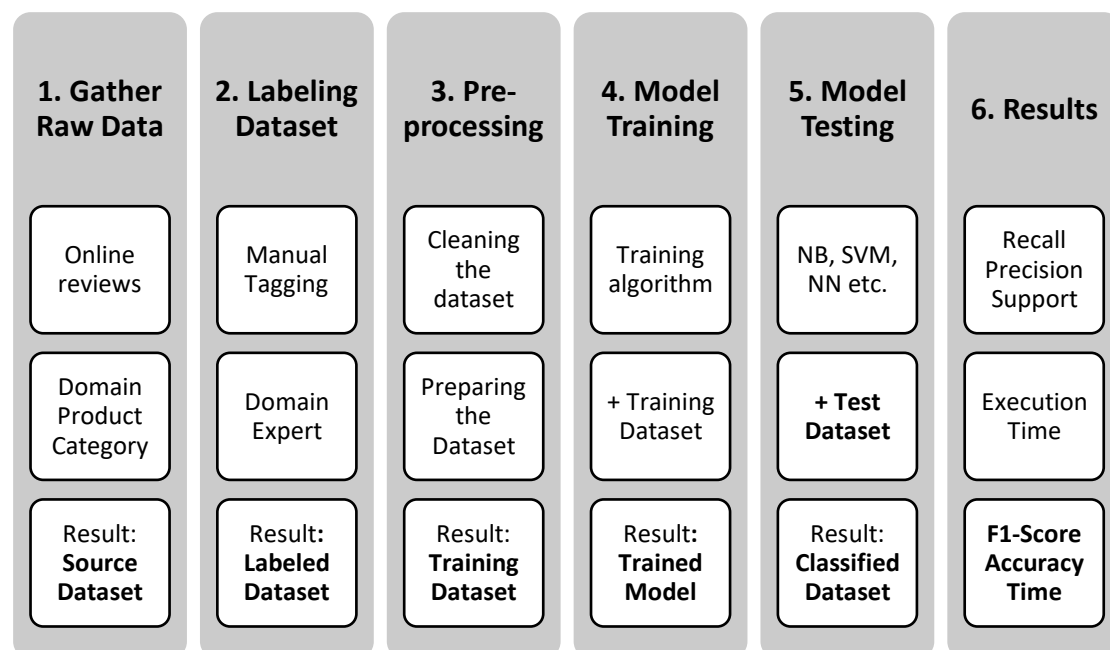 1. Gather
Raw Data
Online
reviews
Domain
Product
Category
Result:
Source
Dataset
2. Labeling
Dataset
Manual
Tagging
Domain
Expert
Result:
Labeled
Dataset
3. Pre-
processing
Cleaning
the
dataset
Preparing
the
Dataset
Result:
Training
Dataset
4. Model
Training
Training
algorithm
+ Training
Dataset
Result:
Trained
Model
5. Model
Testing
NB, SVM,
NN etc.
+ Test
Dataset
Result:
Classified
Dataset
6. Results
Recall
Precision
Support
Execution
Time
F1-Score
Accuracy
Time